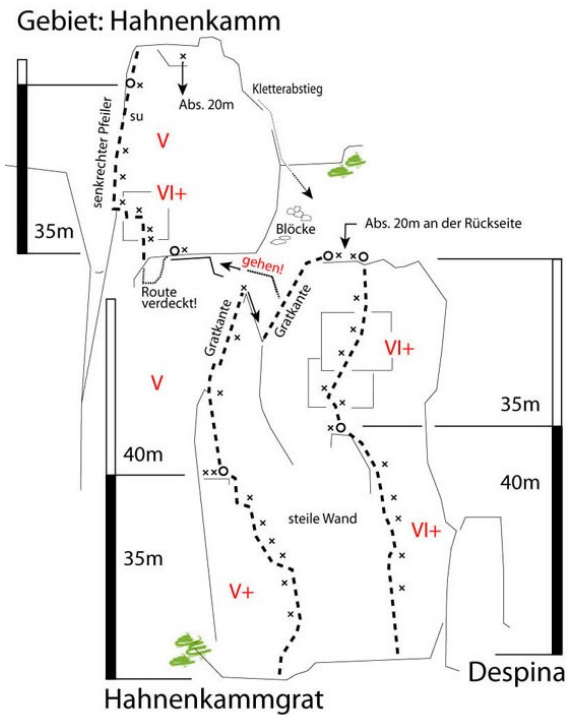 Gebiet: Hahnenkamm
Kletterabstieg
Abs. 20m
su
senkrechter Pfeiler
V
VI+
Blöcke
Abs. 20m an der Rückseite
35m
gehen!
Route
verdeckt!
Gratkante
Gratkante
VI+
V
35m
40m
40m
steile Wand
VI+
35m
V+
Despina
Hahnenkammgrat